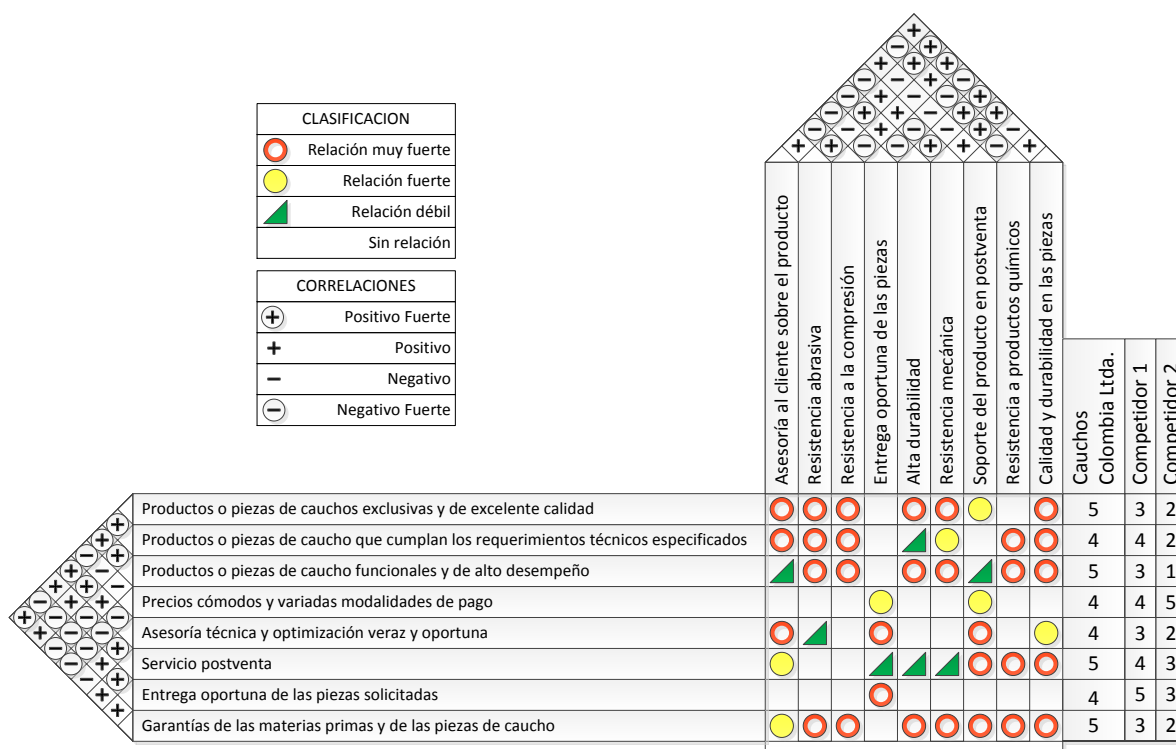 CLASIFICACION
Relación muy fuerte
Relación fuerte
Relación débil
Sin relación
CORRELACIONES
Positivo Fuerte
+ Positivo
− Negativo
Negativo Fuerte
Asesoría al cliente sobre el producto
Resistencia abrasiva
Resistencia a la compresión
Entrega oportuna de las piezas
Alta durabilidad
Resistencia mecánica
Soporte del producto en postventa
Resistencia a productos químicos
Calidad y durabilidad en las piezas
Cauchos
Colombia Ltda.
Competidor 1
Competidor 2
Productos o piezas de cauchos exclusivas y de excelente calidad 5 3 2
Productos o piezas de caucho que cumplan los requerimientos técnicos especificados 4 4 2
Productos o piezas de caucho funcionales y de alto desempeño 5 3 1
Precios cómodos y variadas modalidades de pago 4 4 5
Asesoría técnica y optimización veraz y oportuna 4 3 2
Servicio postventa 5 4 3
Entrega oportuna de las piezas solicitadas 4 5 3
Garantías de las materias primas y de las piezas de caucho 5 3 2